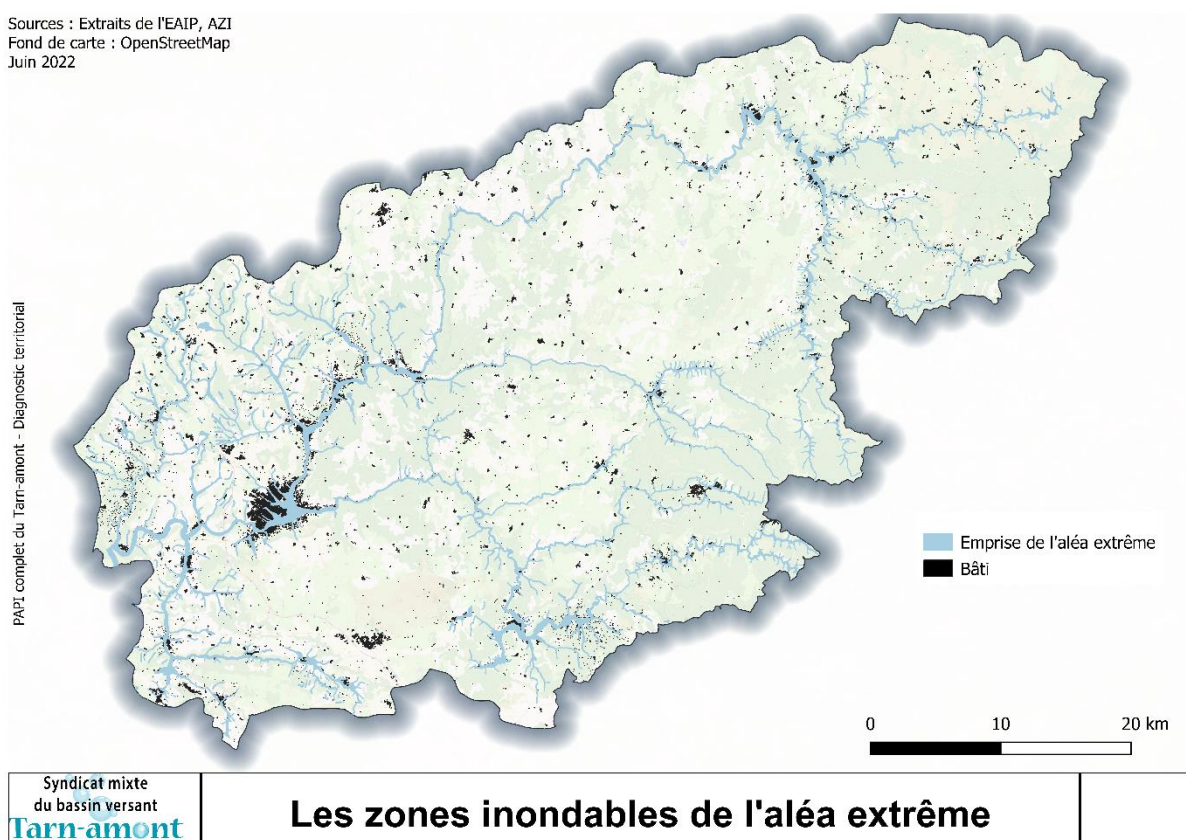 Sources : Extraits de l'EAIP, AZI
Fond de carte : OpenStreetMap
Juin 2022
PAPI complet du Tarn-amont - Diagnostic territorial
Emprise de l'aléa extrême
Bâti
0 10 20 km
Syndicat mixte
du bassin versant
Tarn-amont
Les zones inondables de l'aléa extrême